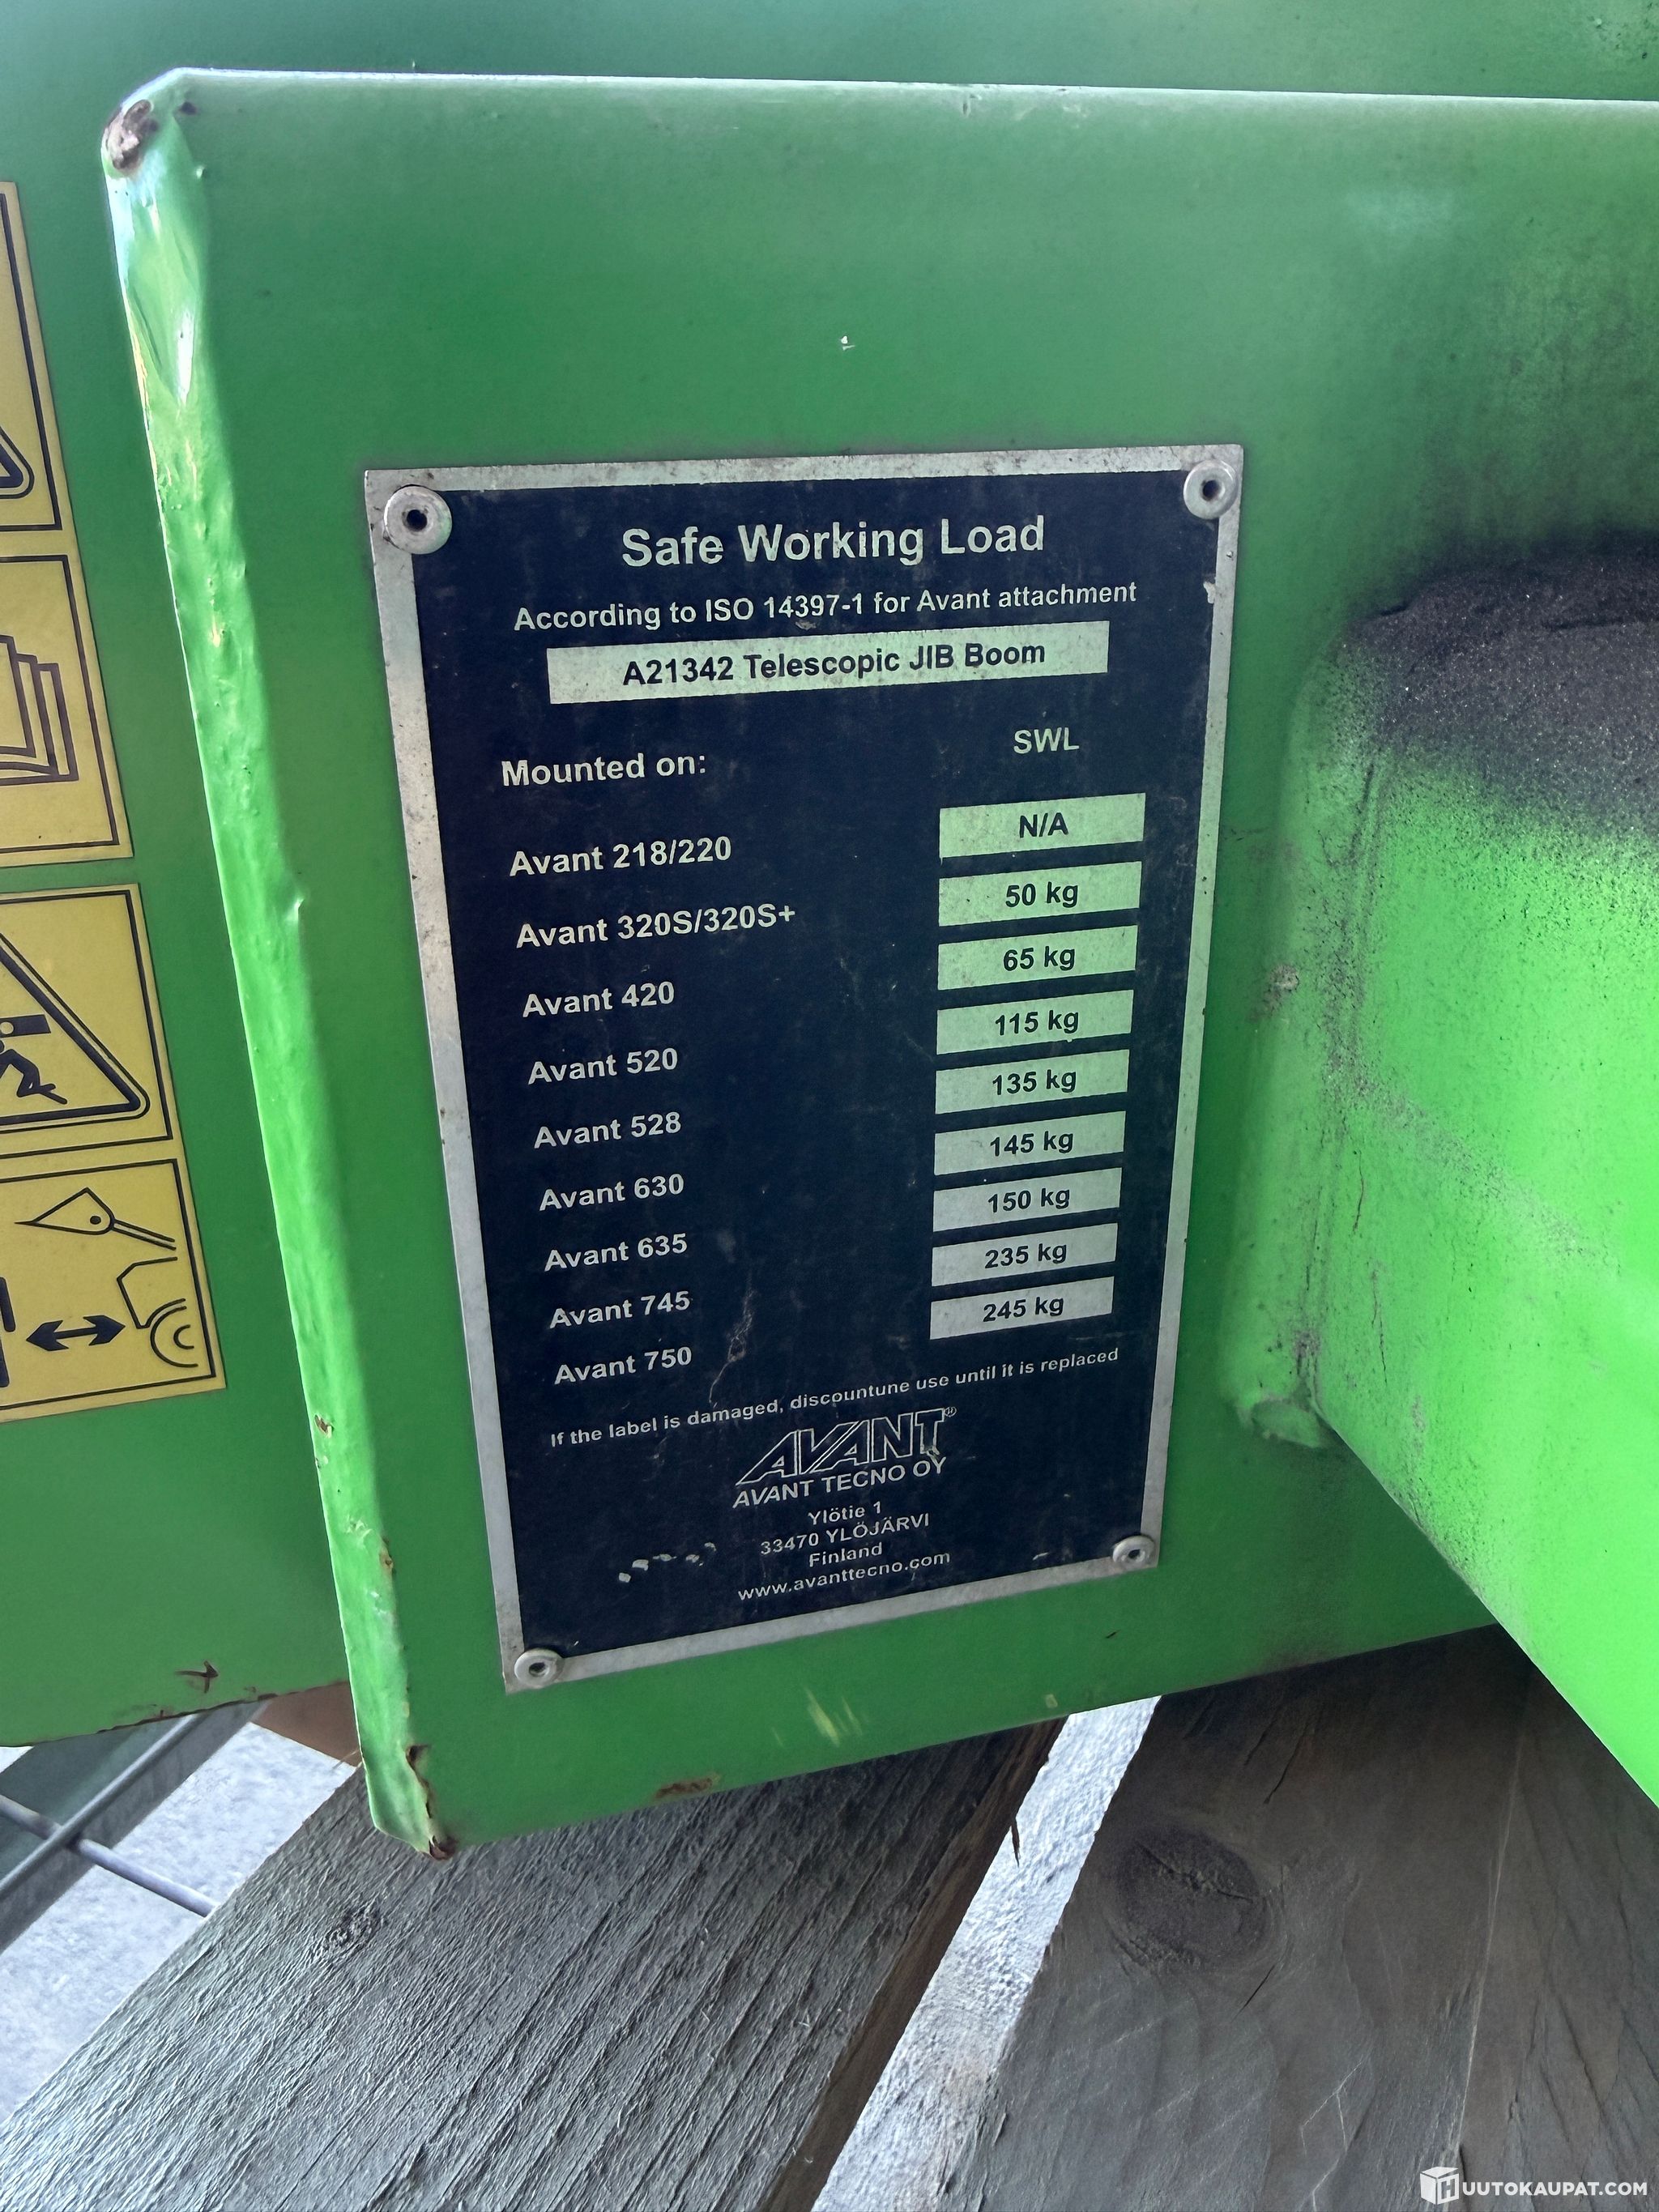 Safe Working Load
According to ISO 14397-1 for Avant attachment
A21342 Telescopic JIB Boom
Mounted on: SWL
Avant 218/220 N/A
Avant 320S/320S+ 50 kg
Avant 420 65 kg
Avant 520 115 kg
Avant 528 135 kg
Avant 630 145 kg
Avant 635 150 kg
Avant 745 235 kg
Avant 750 245 kg
If the label is damaged, discountune use until it is replaced
AVANT®
AVANT TECNO OY
Ylötie 1
33470 YLÖJÄRVI
Finland
www.avanttecno.com
HUUTOKAUPAT.COM